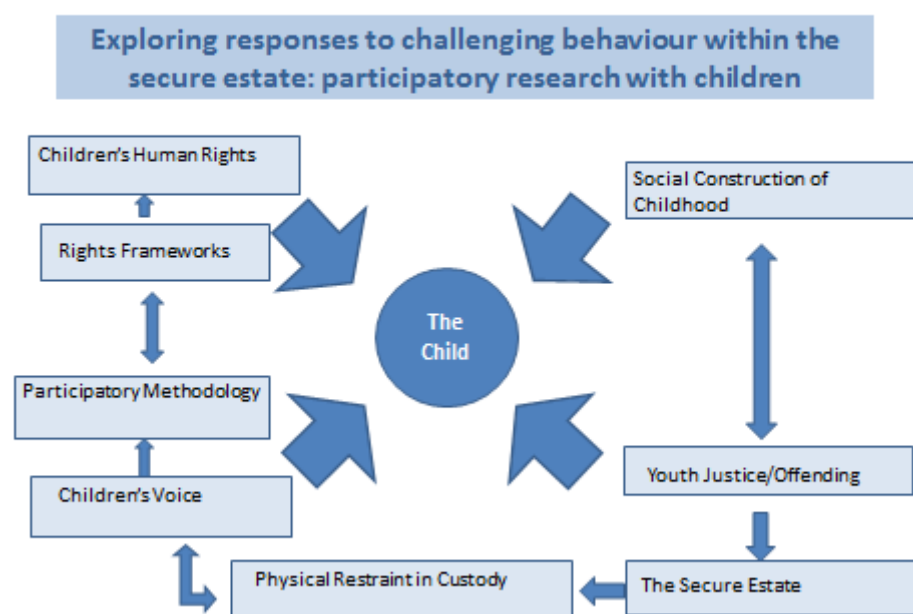 Exploring responses to challenging behaviour within the
secure estate: participatory research with children
Children's Human Rights
Social Construction of
Childhood
Rights Frameworks
The
Child
Participatory Methodology
Children's Voice
Youth Justice/Offending
Physical Restraint in Custody
The Secure Estate